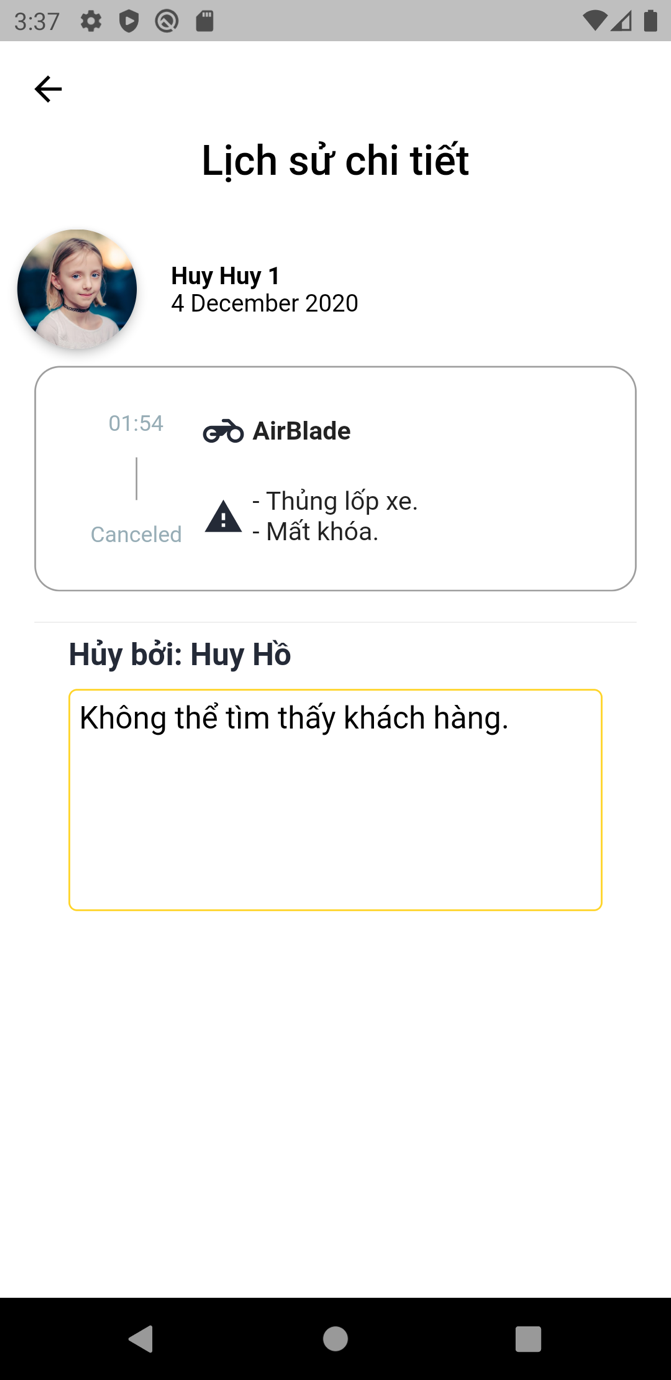 3:37
Lịch sử chi tiết
Huy Huy 1
4 December 2020
01:54
AirBlade
- Thủng lốp xe.
- Mất khóa.
Canceled
Hủy bởi: Huy Hồ
Không thể tìm thấy khách hàng.